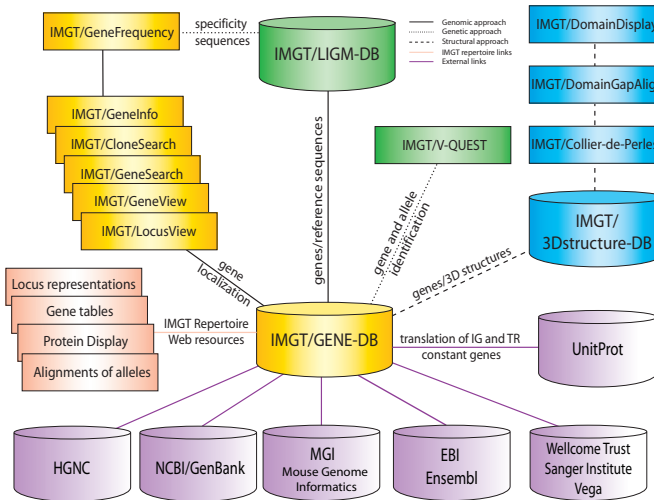 IMGT/GeneFrequency
specificity
sequences
IMGT/LIGM-DB
Genomic approach
Genetic approach
Structural approach
IMGT repertoire links
External links
IMGT/DomainDisplay
IMGT/DomainGapAlign
IMGT/Collier-de-Perles
IMGT/
3Dstructure-DB
IMGT/GeneInfo
IMGT/CloneSearch
IMGT/GeneSearch
IMGT/GeneView
IMGT/LocusView
gene
localization
genes/reference sequences
IMGT/V-QUEST
gene and allele
identification
genes/3D structures
Locus representations
Gene tables
Protein Display
Alignments of alleles
IMGT Repertoire
Web resources
IMGT/GENE-DB
translation of IG and TR
constant genes
UnitProt
HGNC
NCBI/GenBank
MGI
Mouse Genome
Informatics
EBI
Ensembl
Wellcome Trust
Sanger Institute
Vega